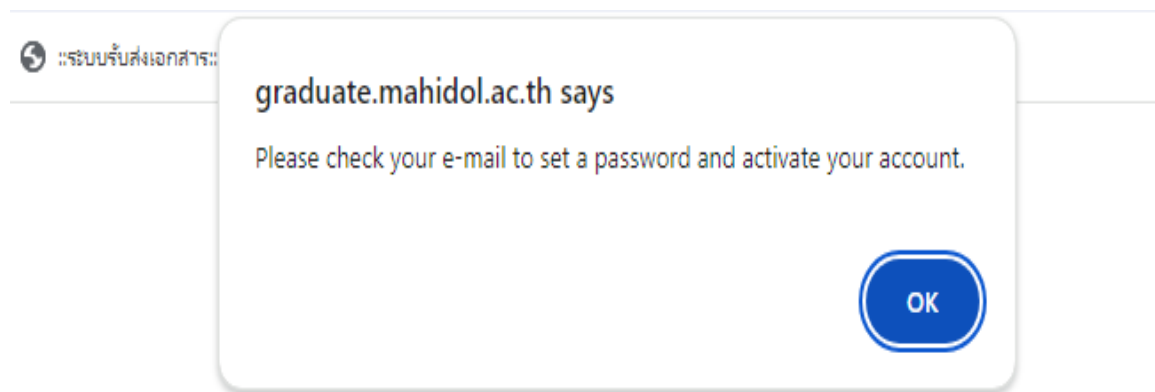 ::ระบบรับส่งเอกสาร::
graduate.mahidol.ac.th says
Please check your e-mail to set a password and activate your account.
OK